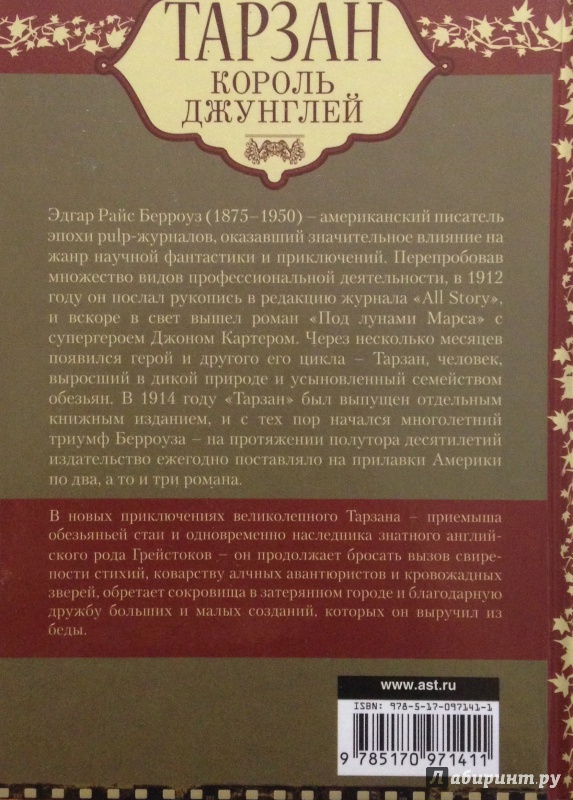 ТАРЗАН
КОРОЛЬ
ДЖУНГЛЕЙ
Эдгар Райс Берроуз (1875–1950) – американский писатель
эпохи pulp-журналов, оказавший значительное влияние на
жанр научной фантастики и приключений. Перепробовав
множество видов профессиональной деятельности, в 1912
году он послал рукопись в редакцию журнала «All Story»,
и вскоре в свет вышел роман «Под лунами Марса» с
супергероем Джоном Картером. Через несколько месяцев
появился герой и другого его цикла – Тарзан, человек,
выросший в дикой природе и усыновленный семейством
обезьян. В 1914 году «Тарзан» был выпущен отдельным
книжным изданием, и с тех пор начался многолетний
триумф Берроуза – на протяжении полутора десятилетий
издательство ежегодно поставляло на прилавки Америки
по два, а то и три романа.
В новых приключениях великолепного Тарзана – приемыша
обезьяньей стаи и одновременно наследника знатного англий-
ского рода Грейстоков – он продолжает бросать вызов свире-
пости стихий, коварству алчных авантюристов и кровожадных
зверей, обретает сокровища в затерянном городе и благодарную
дружбу больших и малых созданий, которых он выручил из
беды.
www.ast.ru
ISBN: 978-5-17-097141-1
9 785170 971411
Лабиринт.ру